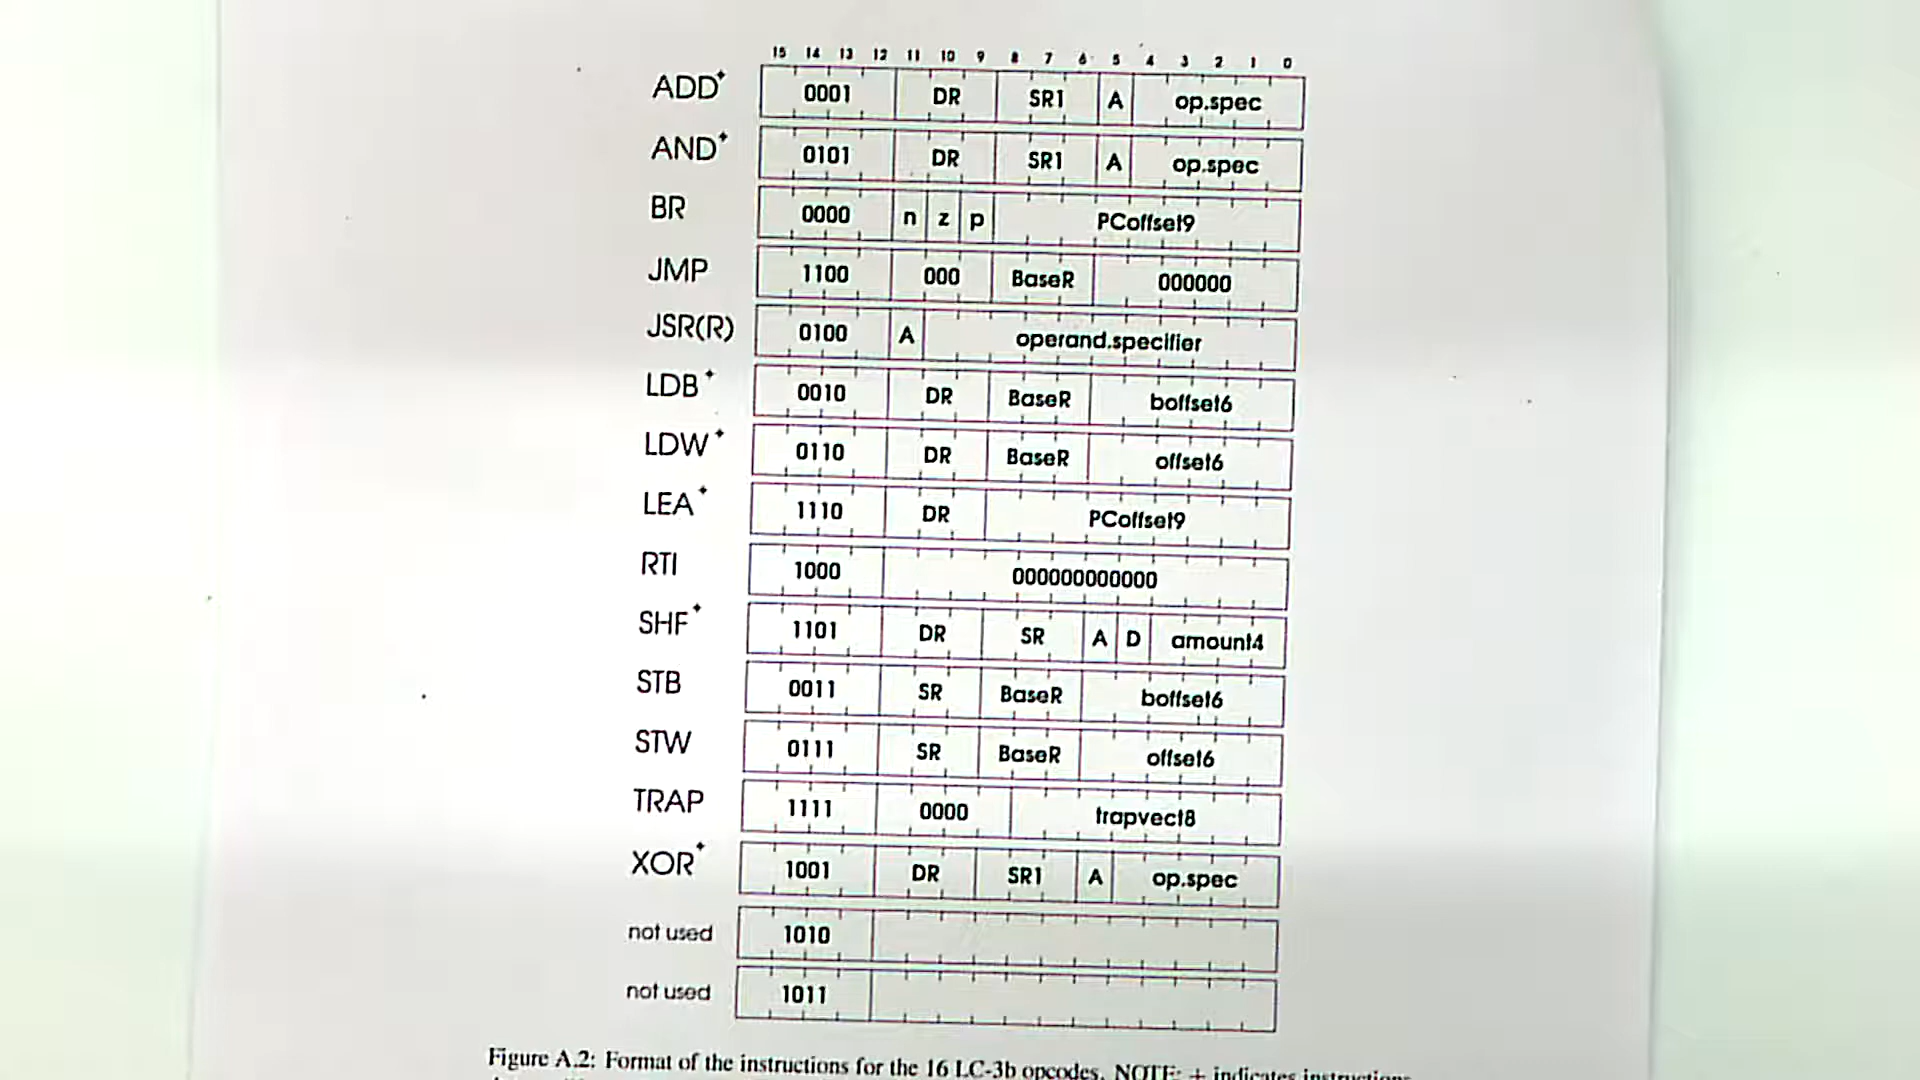 15 14 13 12 11 10 9 8 7 6 5 4 3 2 1 0
ADD+ 0001 DR SR1 A op.spec
AND+ 0101 DR SR1 A op.spec
BR 0000 n z p PCoffset9
JMP 1100 000 BaseR 000000
JSR(R) 0100 A operand.specifier
LDB+ 0010 DR BaseR boffset6
LDW+ 0110 DR BaseR offset6
LEA+ 1110 DR PCoffset9
RTI 1000 000000000000
SHF+ 1101 DR SR A D amount4
STB 0011 SR BaseR boffset6
STW 0111 SR BaseR offset6
TRAP 1111 0000 trapvect8
XOR+ 1001 DR SR1 A op.spec
not used 1010
not used 1011
Figure A.2: Format of the instructions for the 16 LC-3b opcodes. NOTE: + indicates instructions